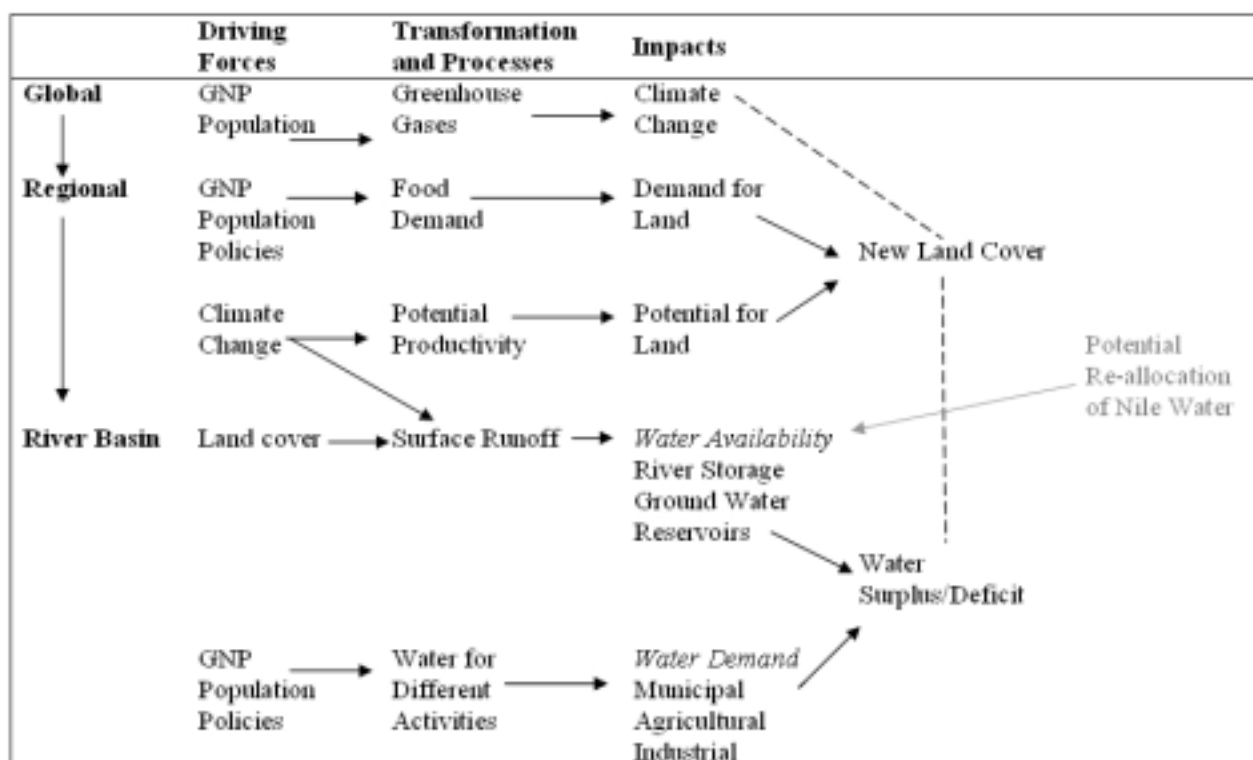 Driving Forces
Transformation and Processes
Impacts
Global
GNP
Population
Greenhouse
Gases
Climate
Change
Regional
GNP
Population
Policies
Food
Demand
Demand for
Land
New Land Cover
Climate
Change
Potential
Productivity
Potential for
Land
Potential
Re-allocation
of Nile Water
River Basin
Land cover
Surface Runoff
Water Availability
River Storage
Ground Water
Reservoirs
Water
Surplus/Deficit
GNP
Population
Policies
Water for
Different
Activities
Water Demand
Municipal
Agricultural
Industrial